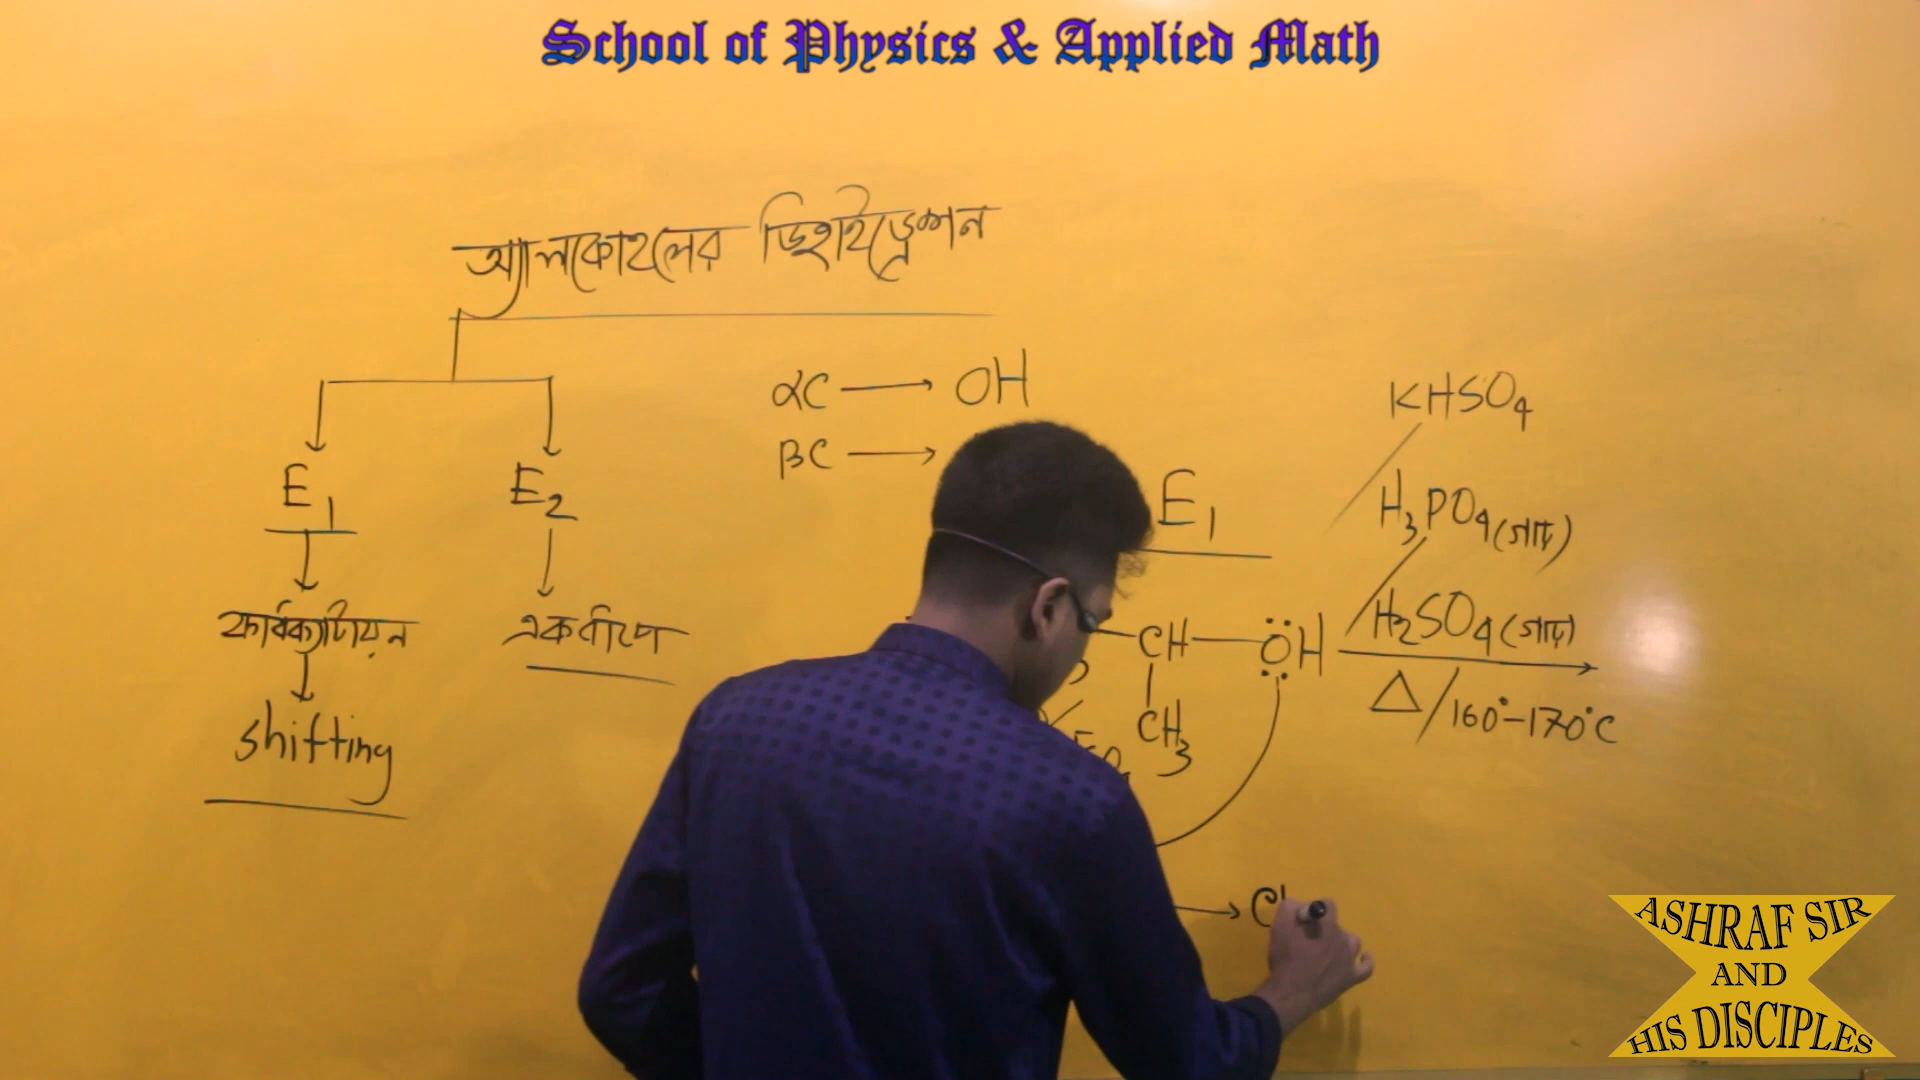 School of Physics & Applied Math
অ্যালকোহলের ডিহাইড্রেশন
αC → OH
βC →
E1
E2
কার্বক্যাটায়ন
একধাপে
shifting
E1
KHSO4
H3PO4(গাঢ়)
H2SO4(গাঢ়)
Δ/160°-170°C
CH — OH
CH3
→ C
ASHRAF SIR
AND
HIS DISCIPLES